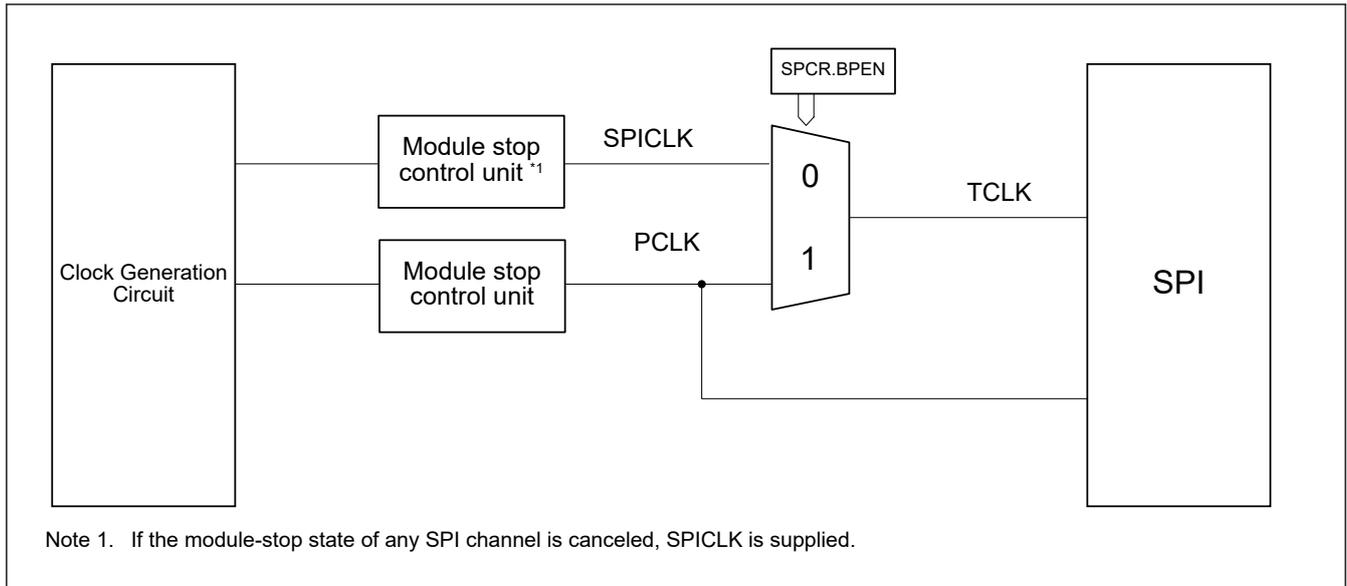 SPCR.BPEN
Module stop
control unit *1
SPICLK
0
TCLK
PCLK
1
Clock Generation
Circuit
Module stop
control unit
SPI
Note 1. If the module-stop state of any SPI channel is canceled, SPICLK is supplied.